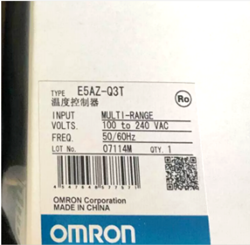 TYPE E5AZ-Q3T
温度控制器
Ro
INPUT MULTI-RANGE
VOLTS. 100 to 240 VAC
FREQ. 50/60Hz
LOT No. 07114M QTY. 1
OMRON Corporation
MADE IN CHINA
OMRON